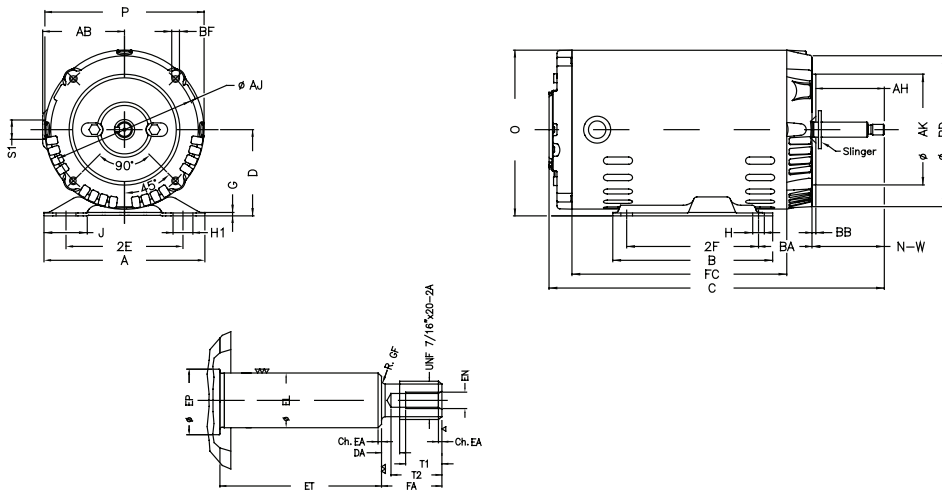 P
AB
BF
ø AJ
S1
90°
45°
G
D
J
H1
2E
A
O
AH
ø AK
Slinger
H
BB
2F
BA
N-W
B
FC
C
UNF 7/16"x20-2A
R. GF
EN
ø EP
ø EL
Ch.EA
Ch.EA
DA
T1
T2
ET
FA